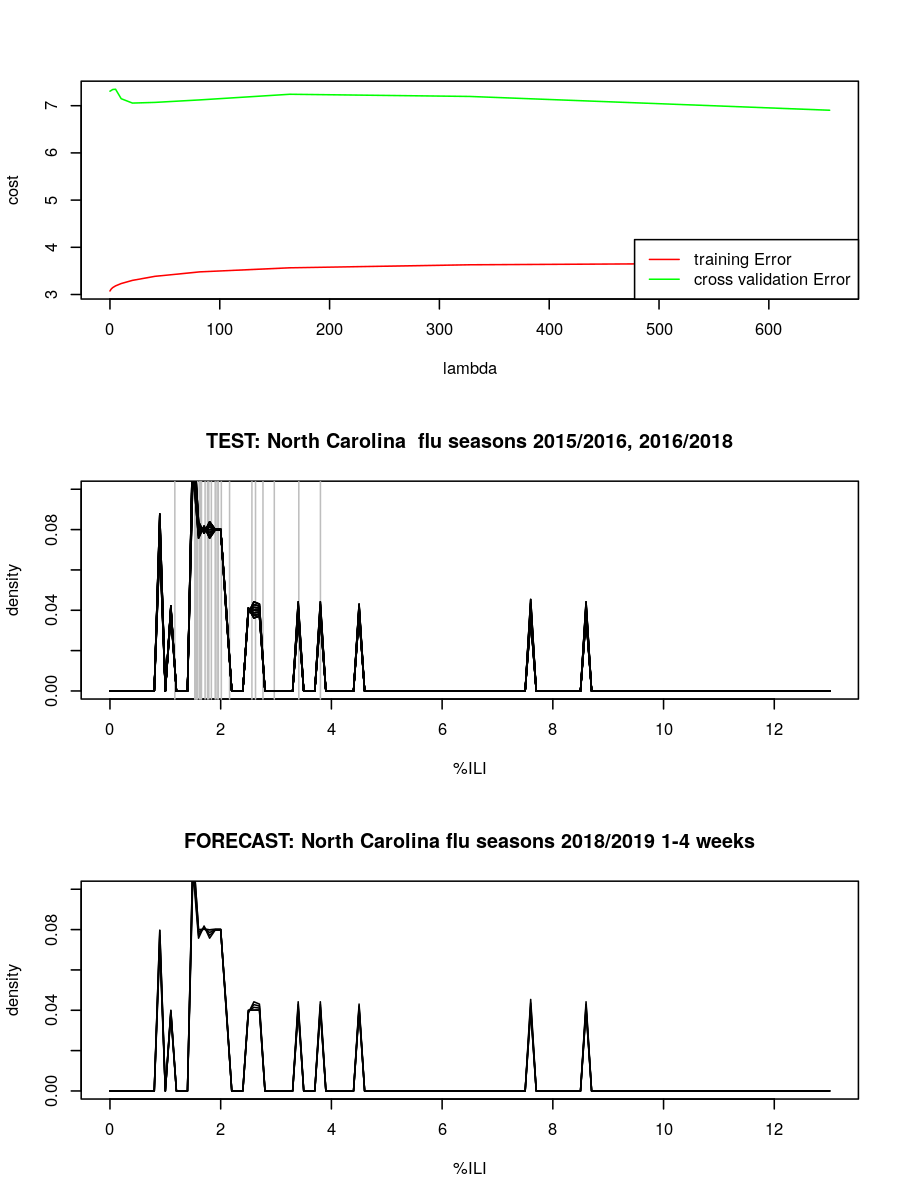 7
6
5
4
3
cost
training Error
cross validation Error
0 100 200 300 400 500 600
lambda
TEST: North Carolina  flu seasons 2015/2016, 2016/2018
0.08
0.04
0.00
density
0 2 4 6 8 10 12
%ILI
FORECAST: North Carolina flu seasons 2018/2019 1-4 weeks
0.08
0.04
0.00
density
0 2 4 6 8 10 12
%ILI